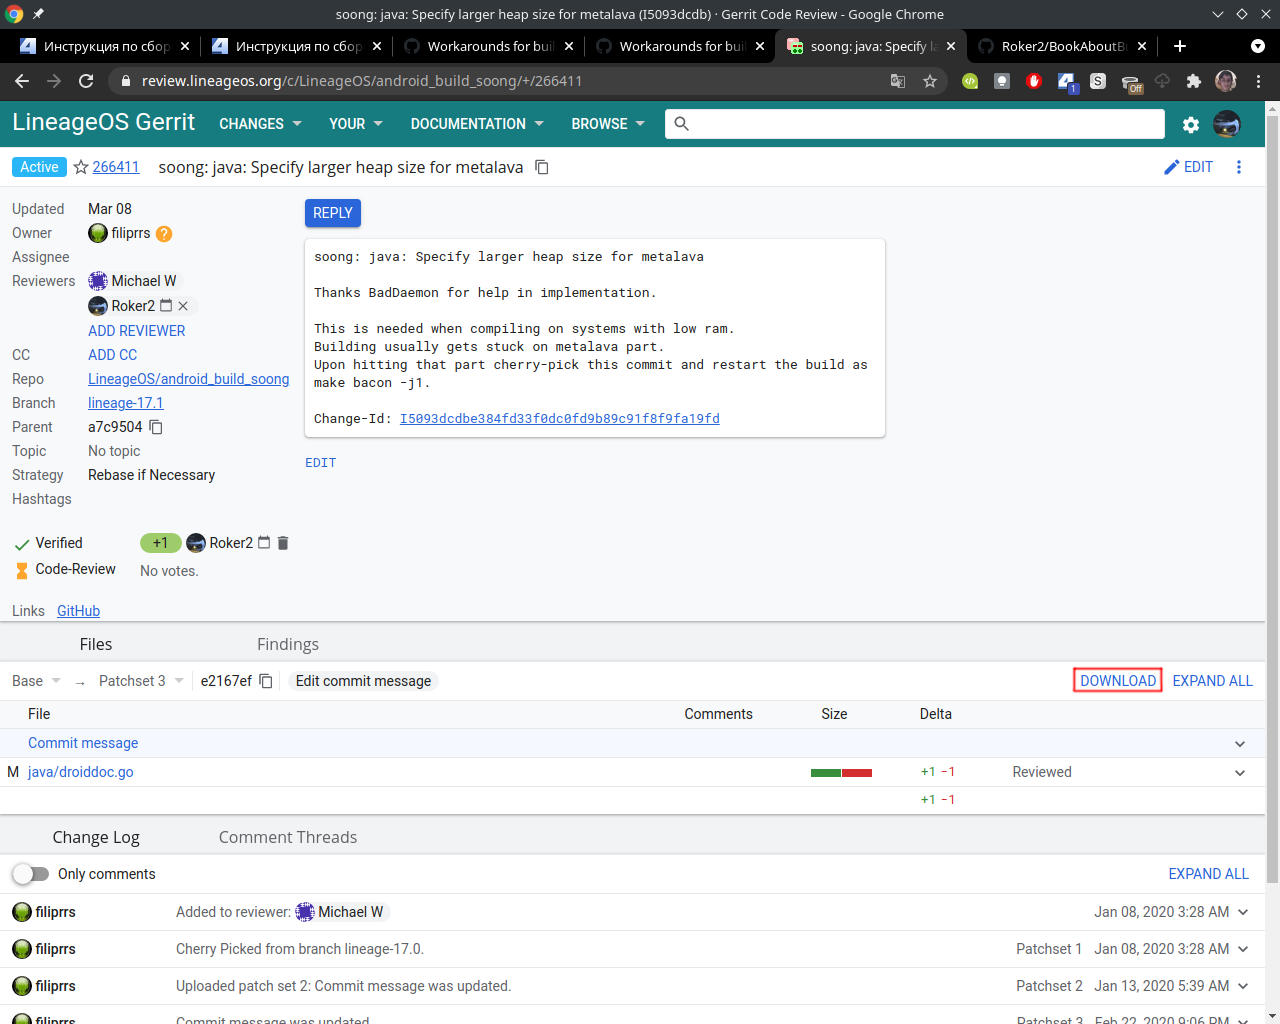 soong: java: Specify larger heap size for metalava (I5093dcdb) · Gerrit Code Review - Google Chrome
Инструкция по сбор
Инструкция по сбор
Workarounds for buil
Workarounds for buil
soong: java: Specify la
Roker2/BookAboutBu
review.lineageos.org/c/LineageOS/android_build_soong/+/266411
1
S
Off
LineageOS Gerrit
CHANGES
YOUR
DOCUMENTATION
BROWSE
Active
266411
soong: java: Specify larger heap size for metalava
EDIT
Updated
Mar 08
Owner
filiprrs
Assignee
Reviewers
Michael W
Roker2
ADD REVIEWER
CC
ADD CC
Repo
LineageOS/android_build_soong
Branch
lineage-17.1
Parent
a7c9504
Topic
No topic
Strategy
Rebase if Necessary
Hashtags
REPLY
soong: java: Specify larger heap size for metalava
Thanks BadDaemon for help in implementation.
This is needed when compiling on systems with low ram.
Building usually gets stuck on metalava part.
Upon hitting that part cherry-pick this commit and restart the build as
make bacon -j1.
Change-Id: I5093dcdbe384fd33f0dc0fd9b89c91f8f9fa19fd
EDIT
Verified
+1
Roker2
Code-Review
No votes.
Links
GitHub
Files
Findings
Base
→
Patchset 3
e2167ef
Edit commit message
DOWNLOAD
EXPAND ALL
File
Comments
Size
Delta
Commit message
M
java/droiddoc.go
+1 -1
Reviewed
+1 -1
Change Log
Comment Threads
Only comments
EXPAND ALL
filiprrs
Added to reviewer: Michael W
Jan 08, 2020 3:28 AM
filiprrs
Cherry Picked from branch lineage-17.0.
Patchset 1
Jan 08, 2020 3:28 AM
filiprrs
Uploaded patch set 2: Commit message was updated.
Patchset 2
Jan 13, 2020 5:39 AM
filiprrs
Commit message was updated
Patchset 3
Feb 22, 2020 9:06 PM